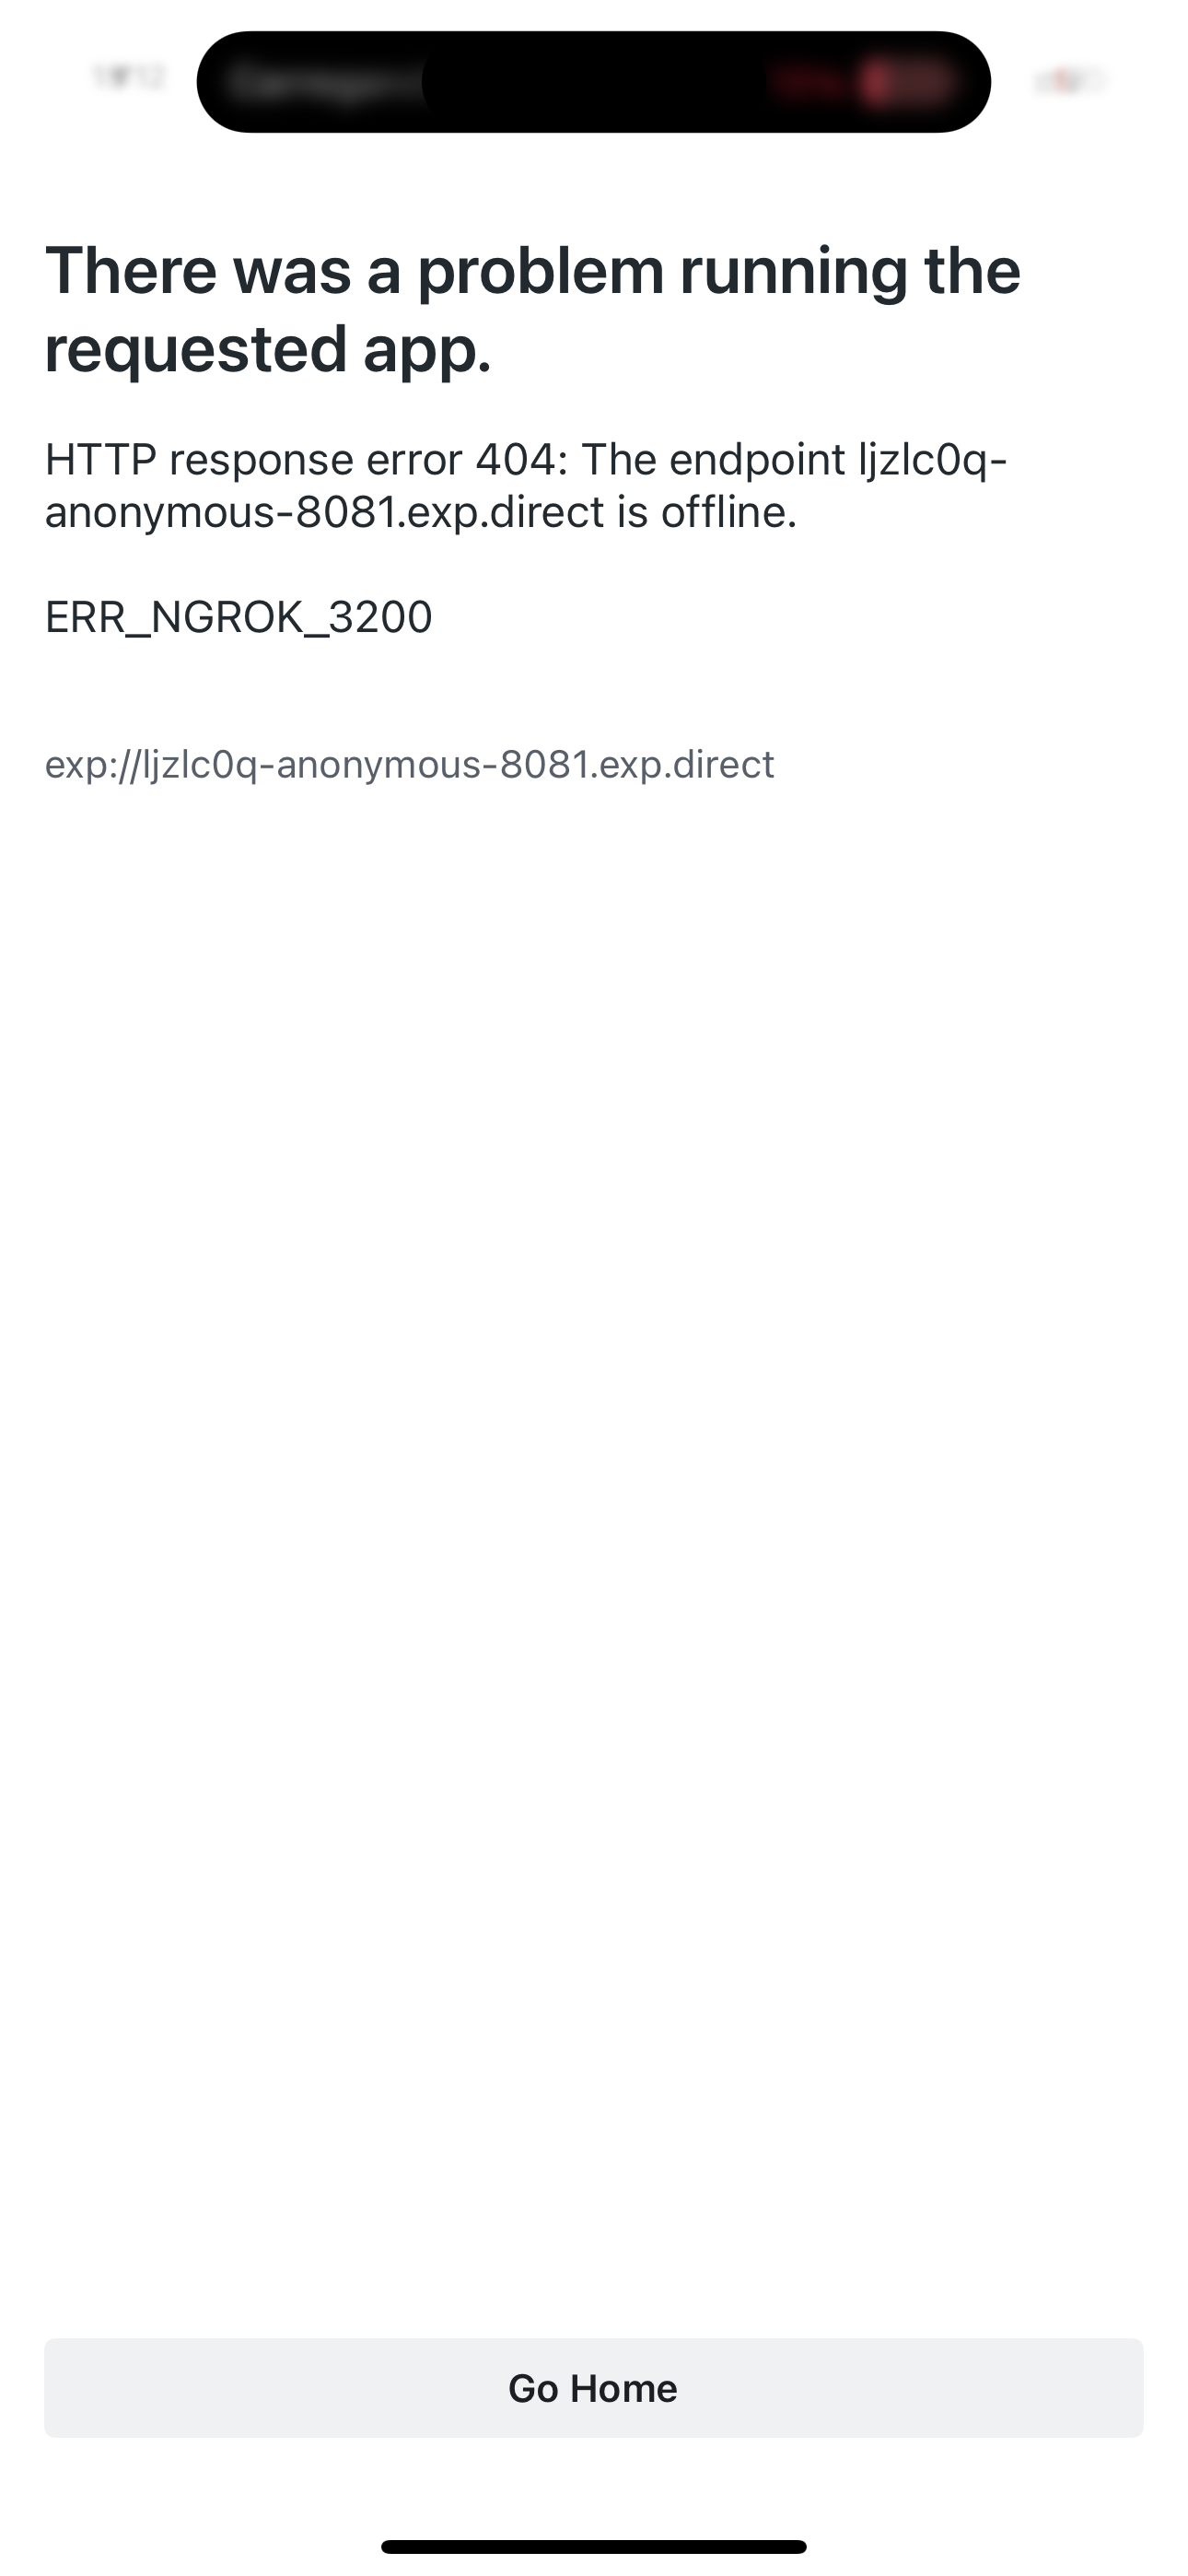 There was a problem running the
requested app.
HTTP response error 404: The endpoint ljzlc0q-
anonymous-8081.exp.direct is offline.
ERR_NGROK_3200
exp://ljzlc0q-anonymous-8081.exp.direct
Go Home